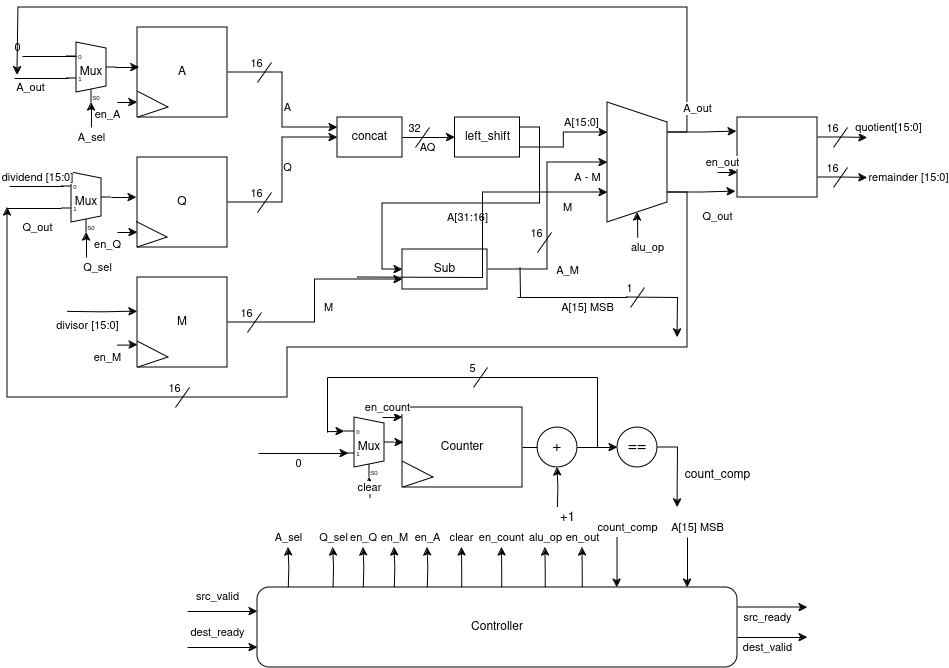 0
0
Mux
1
A_out
S0
en_A
A_sel
A
16
A
dividend [15:0]
0
Mux
1
Q_out
S0
en_Q
Q_sel
Q
16
Q
divisor [15:0]
en_M
M
16
M
concat
32
AQ
left_shift
A[15:0]
A - M
M
A[31:16]
Sub
16
A_M
A[15] MSB
1
alu_op
A_out
en_out
Q_out
16
quotient[15:0]
16
remainder [15:0]
16
5
en_count
0
Mux
1
0
S0
clear
Counter
+
+1
==
count_comp
A[15] MSB
A_sel
Q_sel
en_Q
en_M
en_A
clear
en_count
alu_op
en_out
count_comp
src_valid
dest_ready
Controller
src_ready
dest_valid